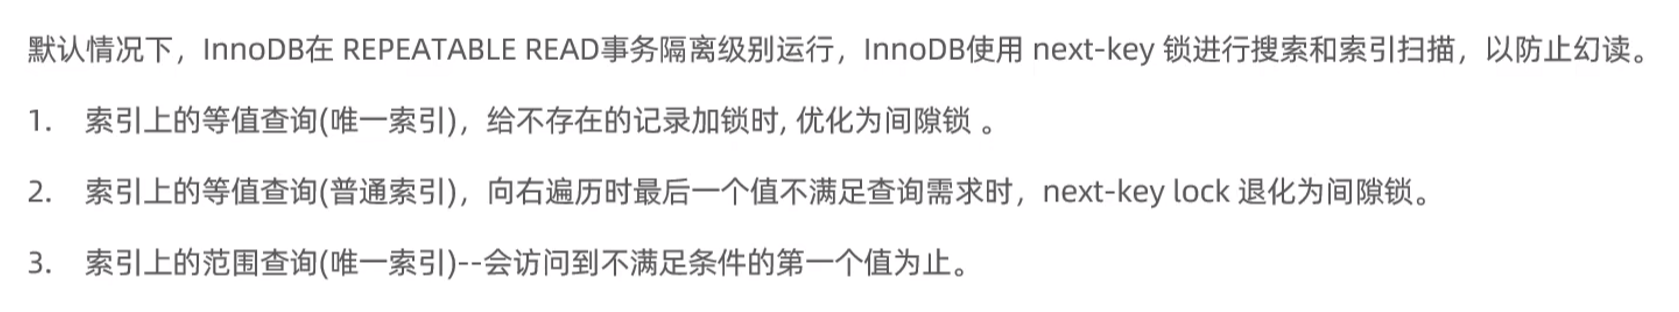 默认情况下，InnoDB在 REPEATABLE READ事务隔离级别运行，InnoDB使用 next-key 锁进行搜索和索引扫描，以防止幻读。
1. 索引上的等值查询(唯一索引)，给不存在的记录加锁时, 优化为间隙锁 。
2. 索引上的等值查询(普通索引)，向右遍历时最后一个值不满足查询需求时，next-key lock 退化为间隙锁。
3. 索引上的范围查询(唯一索引)--会访问到不满足条件的第一个值为止。